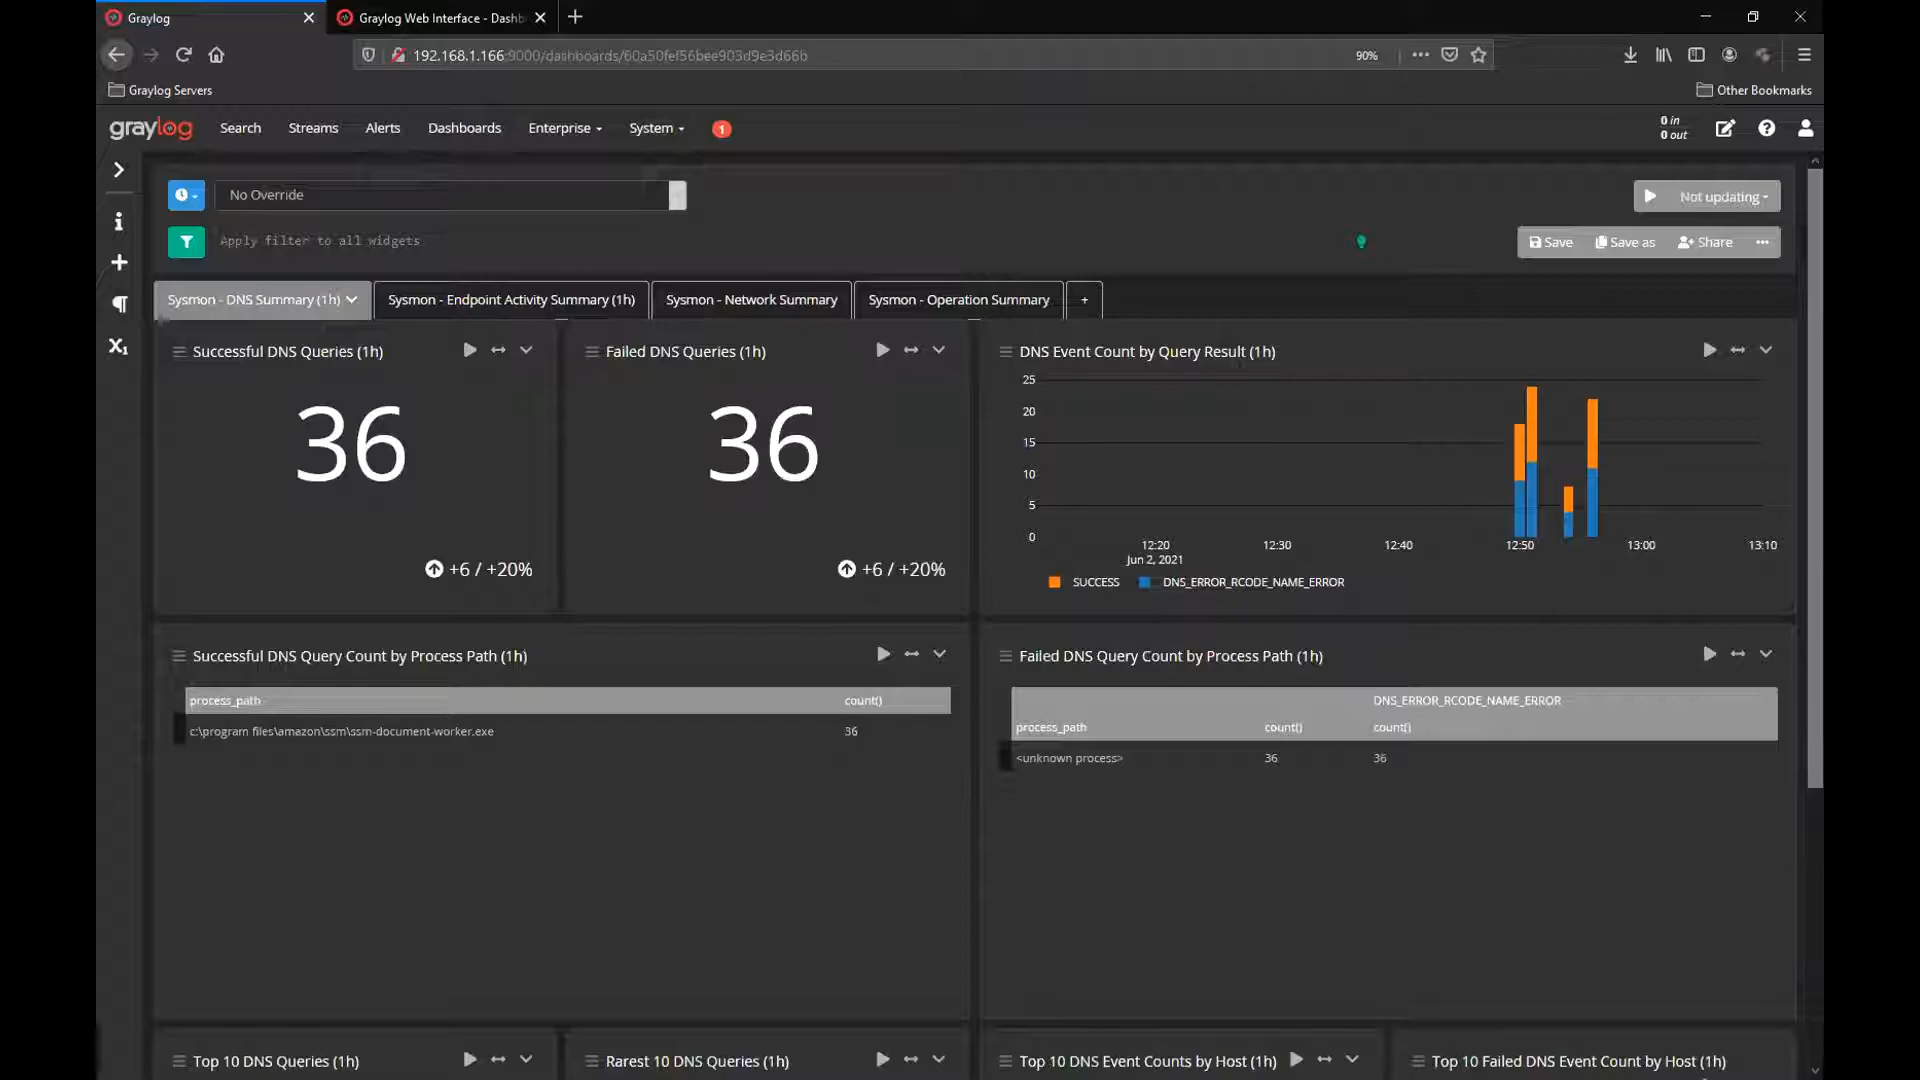 Graylog
Graylog Web Interface - Dashb
192.168.1.166:9000/dashboards/60a50fef56bee903d9e3d66b
90%
Graylog Servers
Other Bookmarks
graylog
Search
Streams
Alerts
Dashboards
Enterprise
System
1
0 in
0 out
No Override
Not updating
Apply filter to all widgets
Save
Save as
Share
Sysmon - DNS Summary (1h)
Sysmon - Endpoint Activity Summary (1h)
Sysmon - Network Summary
Sysmon - Operation Summary
+
Successful DNS Queries (1h)
36
+6 / +20%
Failed DNS Queries (1h)
36
+6 / +20%
DNS Event Count by Query Result (1h)
25
20
15
10
5
0
12:20
Jun 2, 2021
12:30
12:40
12:50
13:00
13:10
SUCCESS
DNS_ERROR_RCODE_NAME_ERROR
Successful DNS Query Count by Process Path (1h)
process_path count()
c:\program files\amazon\ssm\ssm-document-worker.exe 36
Failed DNS Query Count by Process Path (1h)
DNS_ERROR_RCODE_NAME_ERROR
process_path count() count()
<unknown process> 36 36
Top 10 DNS Queries (1h)
Rarest 10 DNS Queries (1h)
Top 10 DNS Event Counts by Host (1h)
Top 10 Failed DNS Event Count by Host (1h)